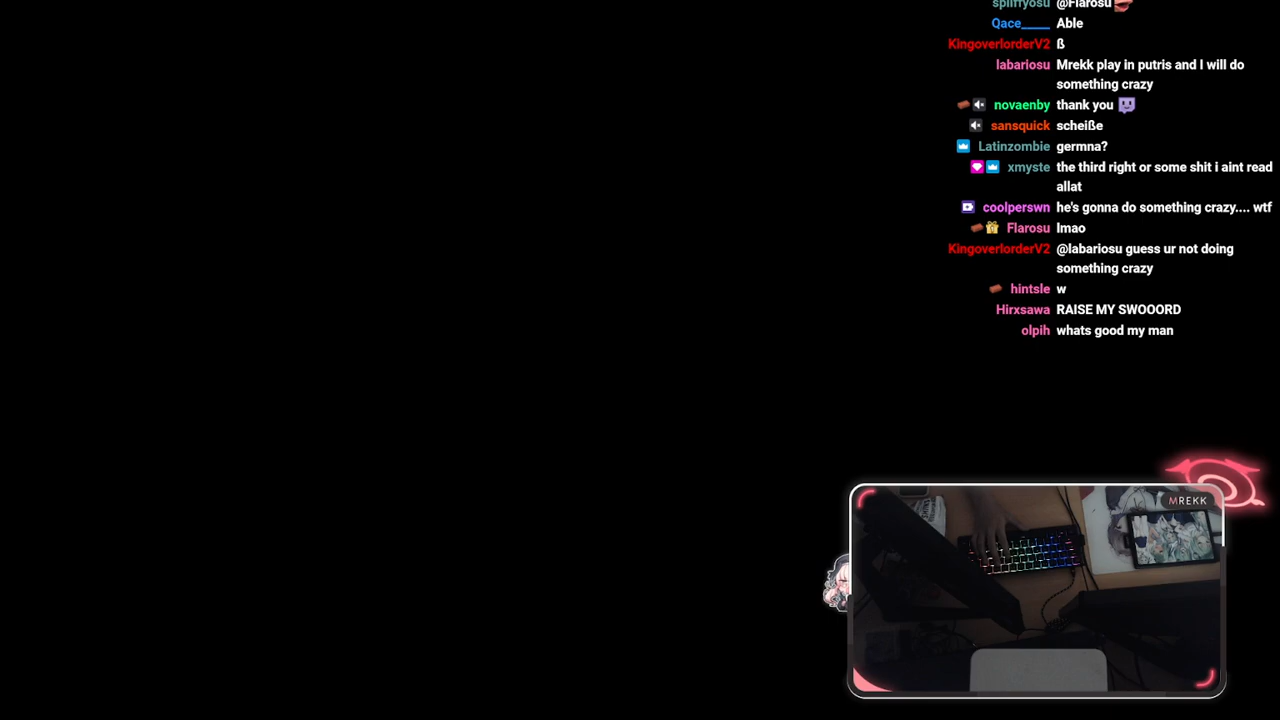 spliffyosu @Flarosu
Qace_____ Able
KingoverlorderV2 ß
labariosu Mrekk play in putris and I will do
something crazy
novaenby thank you
sansquick scheiße
Latinzombie germna?
xmyste the third right or some shit i aint read
allat
coolperswn he's gonna do something crazy.... wtf
Flarosu lmao
KingoverlorderV2 @labariosu guess ur not doing
something crazy
hintsle w
Hirxsawa RAISE MY SWOOORD
olpih whats good my man
MREKK